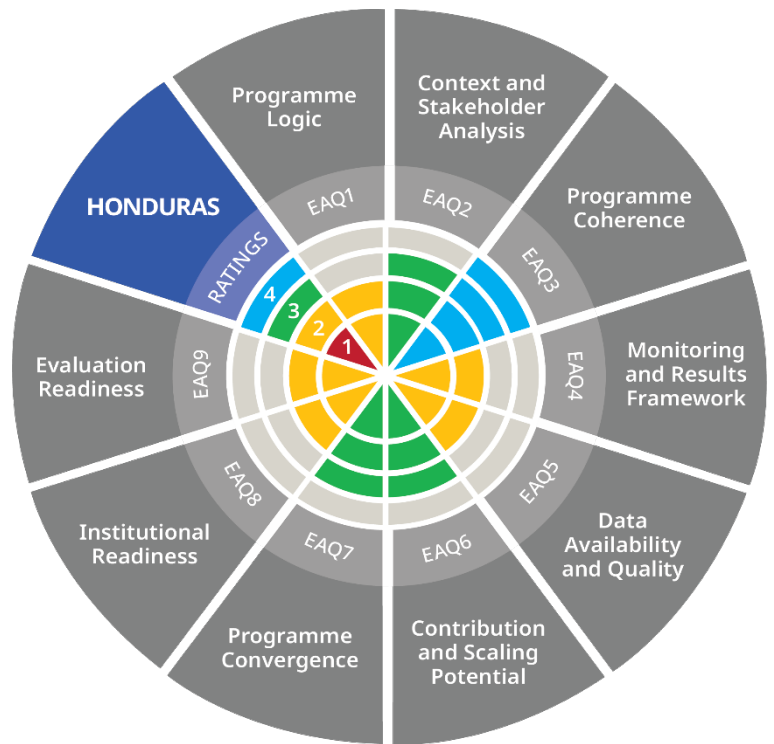 HONDURAS
RATINGS
4
3
2
1
Programme
Logic
EAQ1
Context and
Stakeholder
Analysis
EAQ2
Programme
Coherence
EAQ3
Monitoring
and Results
Framework
EAQ4
Data
Availability
and Quality
EAQ5
Contribution
and Scaling
Potential
EAQ6
Programme
Convergence
EAQ7
Institutional
Readiness
EAQ8
Evaluation
Readiness
EAQ9